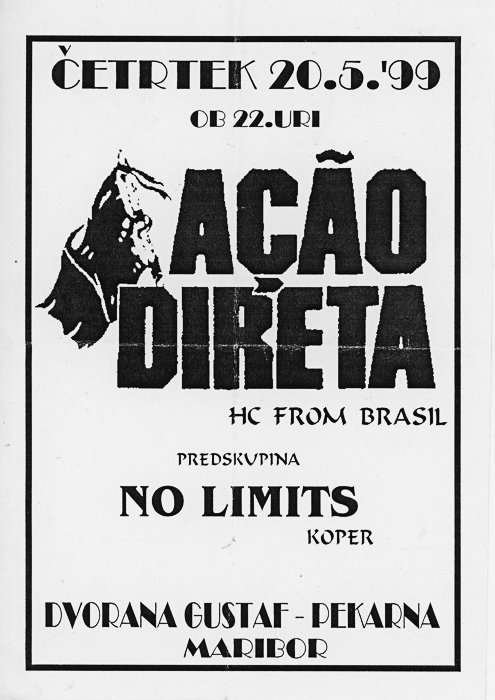 ČETRTEK 20.5.'99
OB 22.URI
AÇÃO
DIRETA
HC FROM BRASIL
PREDSKUPINA
NO LIMITS
KOPER
DVORANA GUSTAF - PEKARNA
MARIBOR